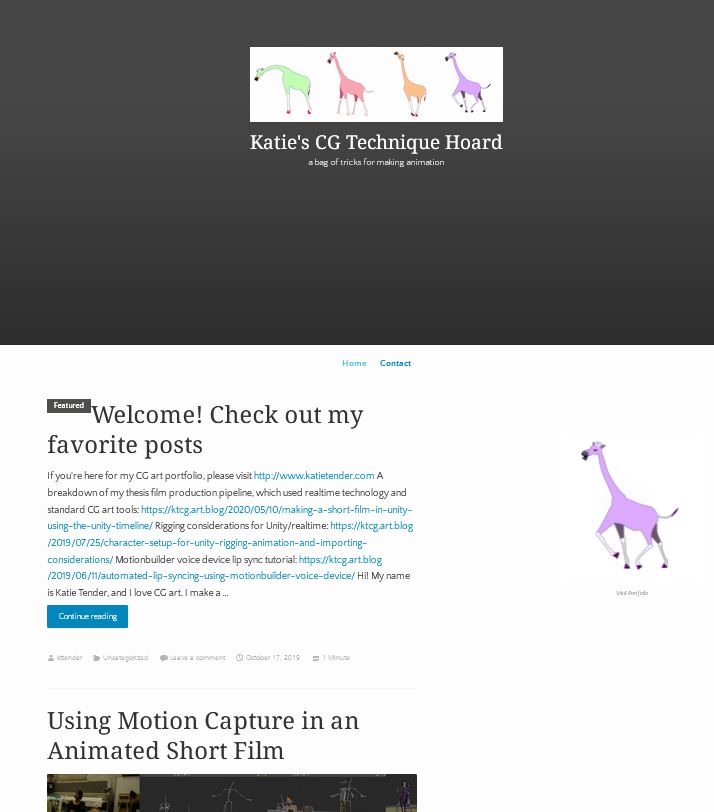 Katie's CG Technique Hoard
a bag of tricks for making animation
Home Contact
Featured Welcome! Check out my
favorite posts
If you're here for my CG art portfolio, please visit http://www.katietender.com A
breakdown of my thesis film production pipeline, which used realtime technology and
standard CG art tools: https://ktcg.art.blog/2020/05/10/making-a-short-film-in-unity-
using-the-unity-timeline/ Rigging considerations for Unity/realtime: https://ktcg.art.blog
/2019/07/25/character-setup-for-unity-rigging-animation-and-importing-
considerations/ Motionbuilder voice device lip sync tutorial: https://ktcg.art.blog
/2019/06/11/automated-lip-syncing-using-motionbuilder-voice-device/ Hi! My name
is Katie Tender, and I love CG art. I make a ...
Continue reading
Visit Portfolio
kttender Uncategorized Leave a comment October 17, 2019 1 Minute
Using Motion Capture in an
Animated Short Film